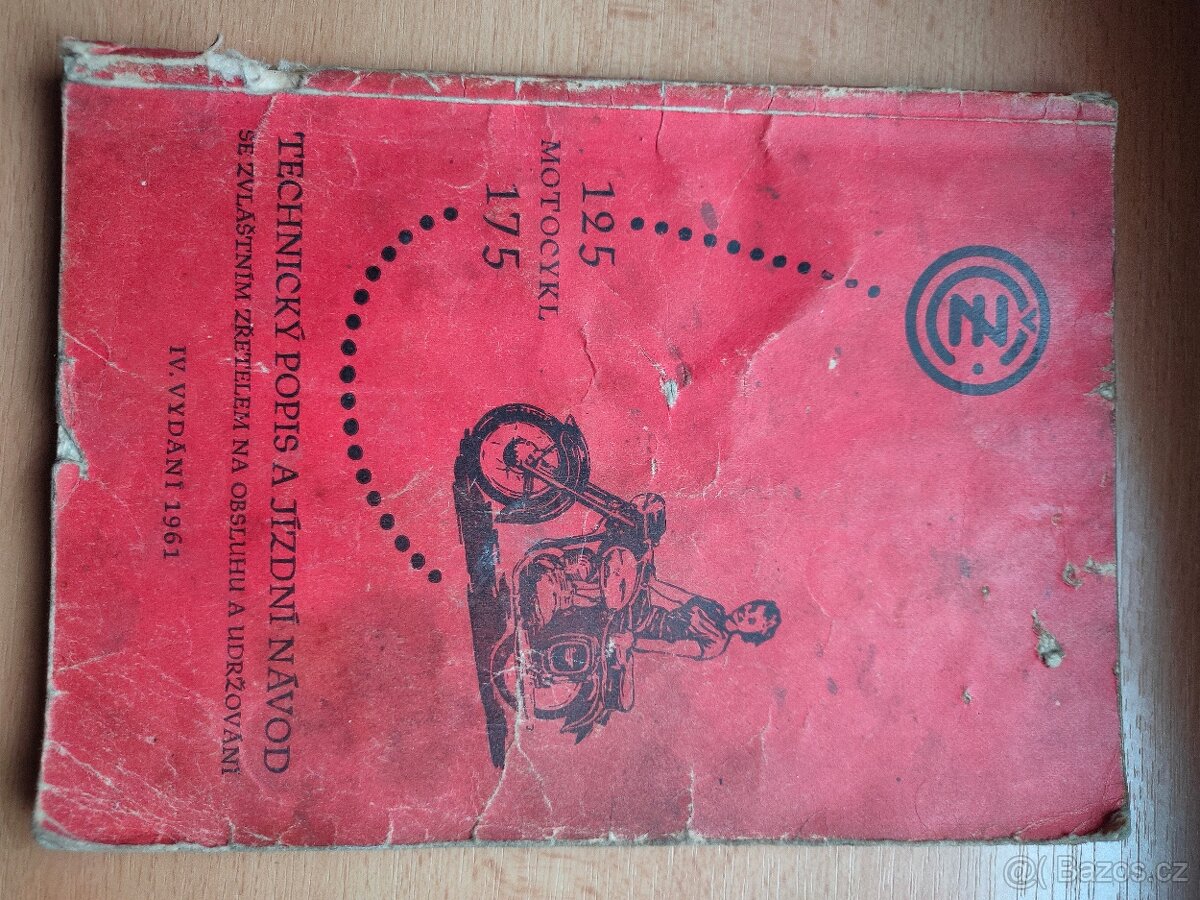 ČZ
125
MOTOCYKL
175
TECHNICKÝ POPIS A JÍZDNÍ NÁVOD
SE ZVLÁŠTNÍM ZŘETELEM NA OBSLUHU A UDRŽOVÁNÍ
IV. VYDÁNÍ 1961
@( Bazos.cz